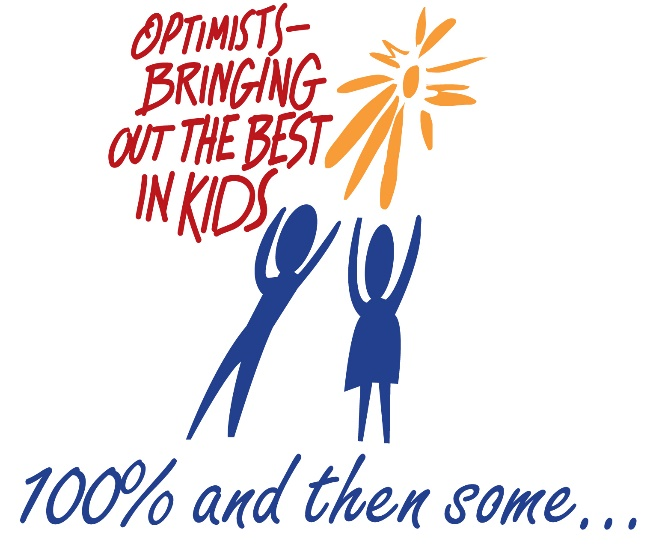 OPTIMISTS–
BRINGING
OUT THE BEST
IN KIDS
100% and then some...